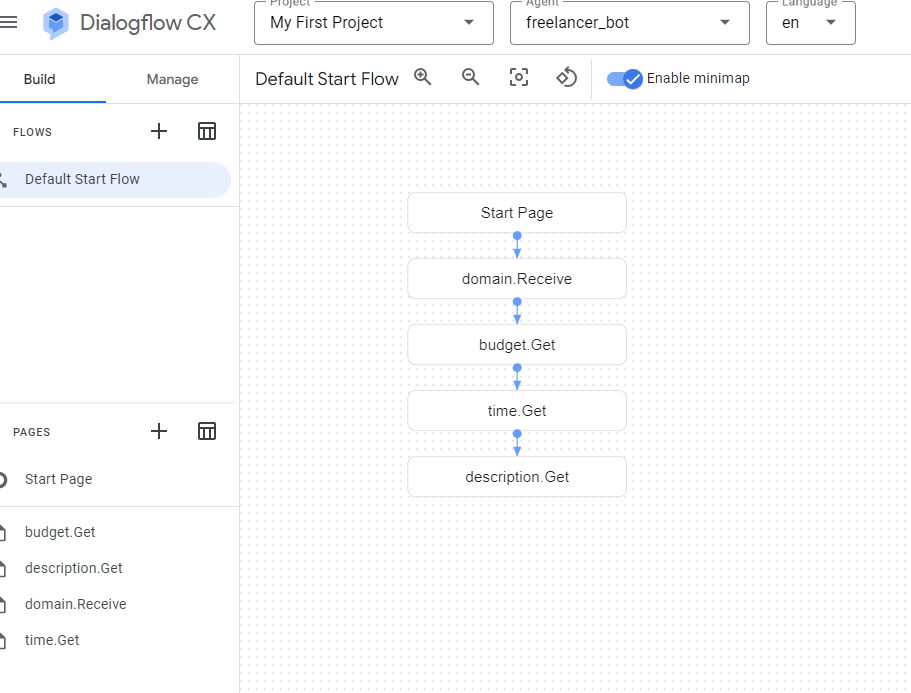 Project
Agent
Language
Dialogflow CX
My First Project
freelancer_bot
en
Build
Manage
Default Start Flow
Enable minimap
FLOWS
Default Start Flow
Start Page
domain.Receive
budget.Get
time.Get
description.Get
PAGES
Start Page
budget.Get
description.Get
domain.Receive
time.Get